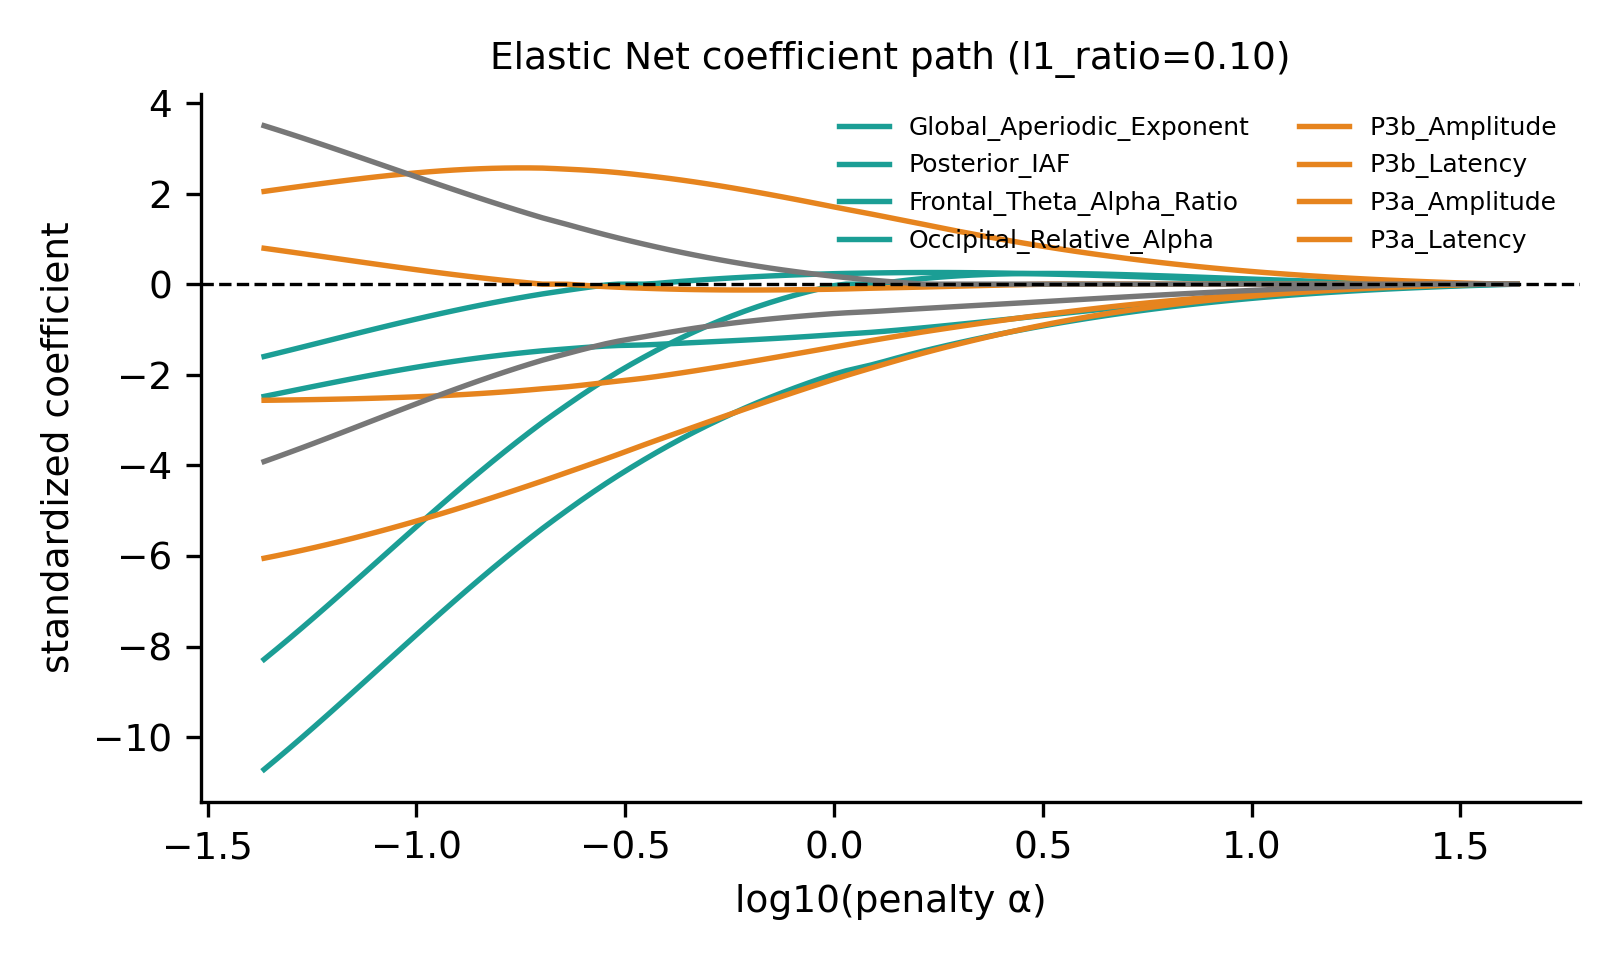 Elastic Net coefficient path (l1_ratio=0.10)
Global_Aperiodic_Exponent
Posterior_IAF
Frontal_Theta_Alpha_Ratio
Occipital_Relative_Alpha
P3b_Amplitude
P3b_Latency
P3a_Amplitude
P3a_Latency
standardized coefficient
4
2
0
−2
−4
−6
−8
−10
−1.5
−1.0
−0.5
0.0
0.5
1.0
1.5
log10(penalty α)